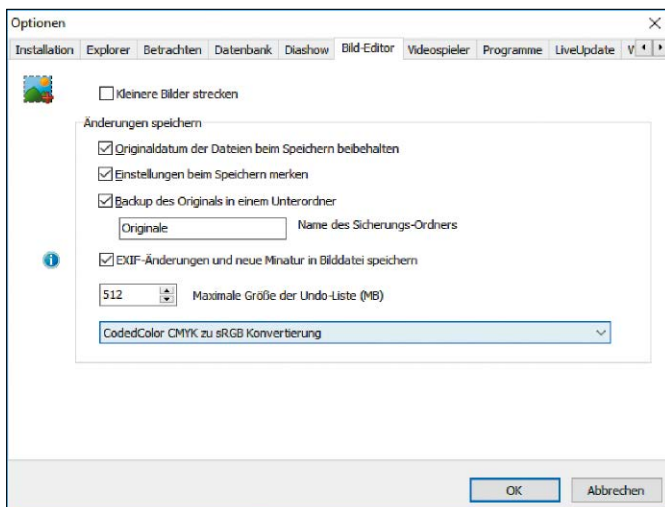 Optionen
Installation Explorer Betrachten Datenbank Diashow Bild-Editor Videospieler Programme LiveUpdate
Kleinere Bilder strecken
Änderungen speichern
Originaldatum der Dateien beim Speichern beibehalten
Einstellungen beim Speichern merken
Backup des Originals in einem Unterordner
Originale Name des Sicherungs-Ordners
EXIF-Änderungen und neue Minatur in Bilddatei speichern
512 Maximale Größe der Undo-Liste (MB)
CodedColor CMYK zu sRGB Konvertierung
OK Abbrechen